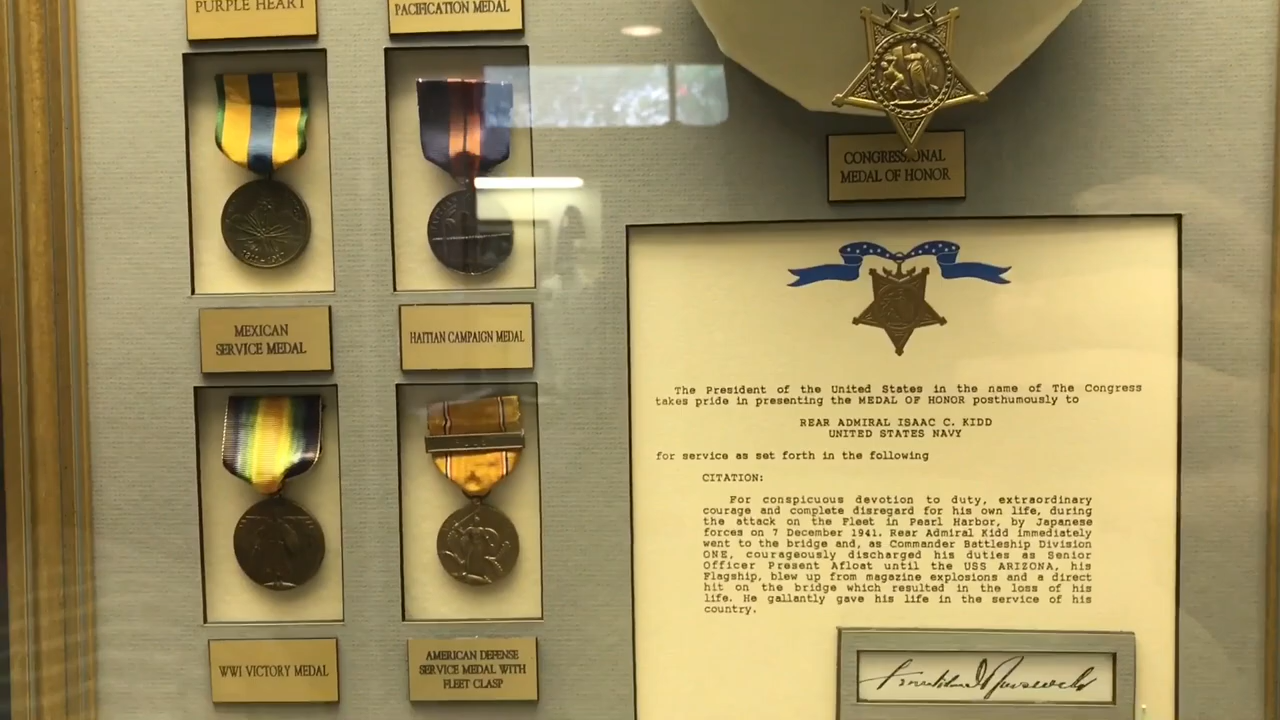 PURPLE HEART
PACIFICATION MEDAL
CONGRESSIONAL
MEDAL OF HONOR
MEXICAN
SERVICE MEDAL
HAITIAN CAMPAIGN MEDAL
WWI VICTORY MEDAL
AMERICAN DEFENSE
SERVICE MEDAL WITH
FLEET CLASP
The President of the United States in the name of The Congress
takes pride in presenting the MEDAL OF HONOR posthumously to
REAR ADMIRAL ISAAC C. KIDD
UNITED STATES NAVY
for service as set forth in the following
CITATION:
For conspicuous devotion to duty, extraordinary
courage and complete disregard for his own life, during
the attack on the Fleet in Pearl Harbor, by Japanese
forces on 7 December 1941. Rear Admiral Kidd immediately
went to the bridge and, as Commander Battleship Division
ONE, courageously discharged his duties as Senior
Officer Present Afloat until the USS ARIZONA, his
Flagship, blew up from magazine explosions and a direct
hit on the bridge which resulted in the loss of his
life. He gallantly gave his life in the service of his
country.
Franklin D Roosevelt